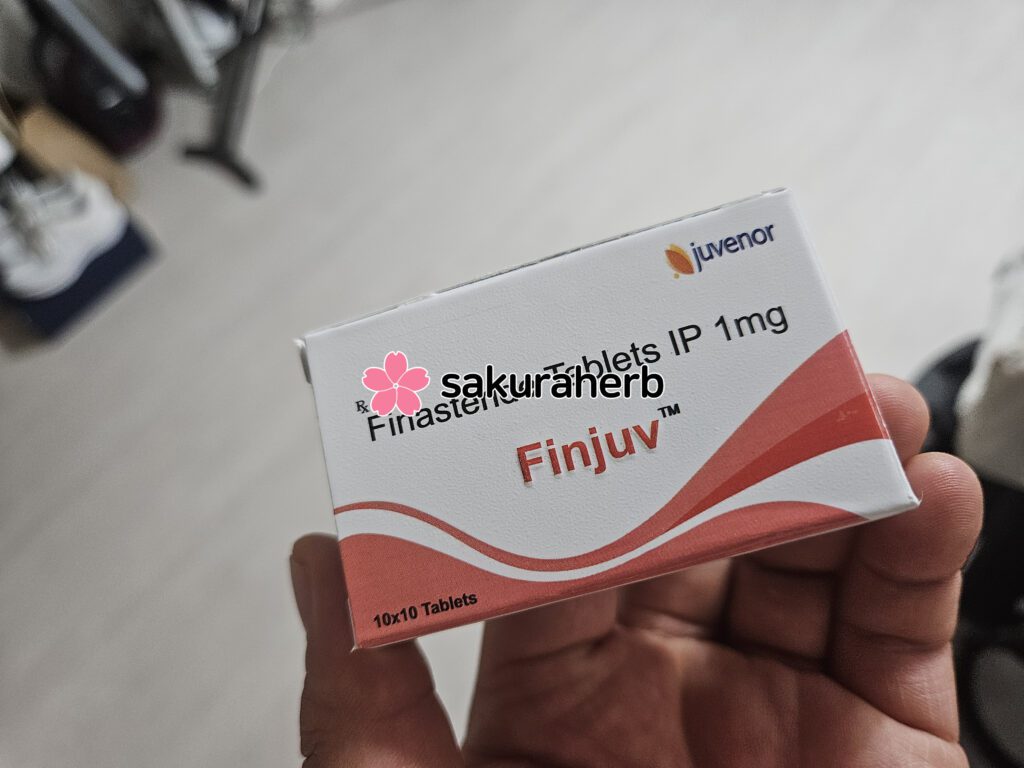 juvenor
℞
Tablets IP 1mg
sakuraherb
Finjuv™
10x10 Tablets